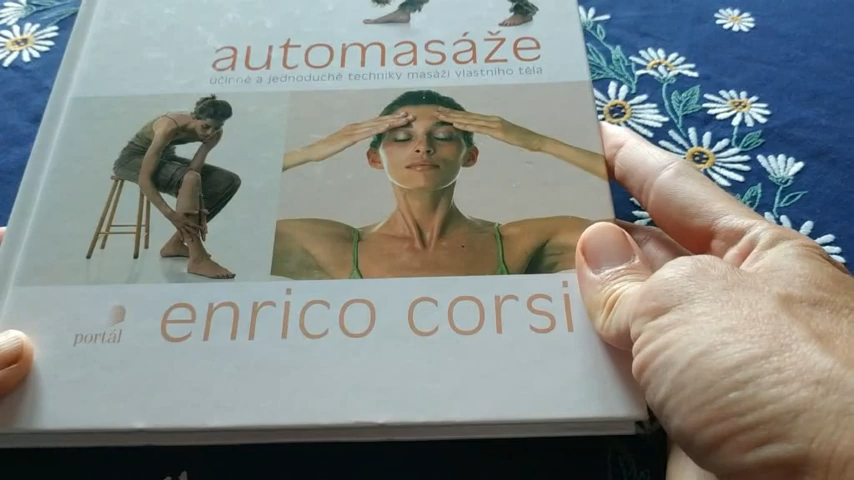 automasáže
účinné a jednoduché techniky masáží vlastního těla
portál
enrico corsi